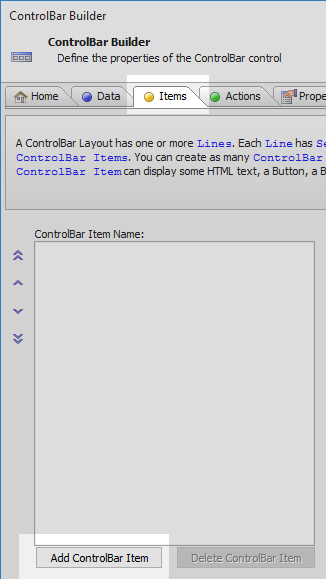 ControlBar Builder
ControlBar Builder
Define the properties of the ControlBar control
Home Data Items Actions
A ControlBar Layout has one or more Lines. Each Line has
ControlBar Items. You can create as many ControlBar
ControlBar Item can display some HTML text, a Button, a
ControlBar Item Name:
Add ControlBar Item Delete ControlBar Item